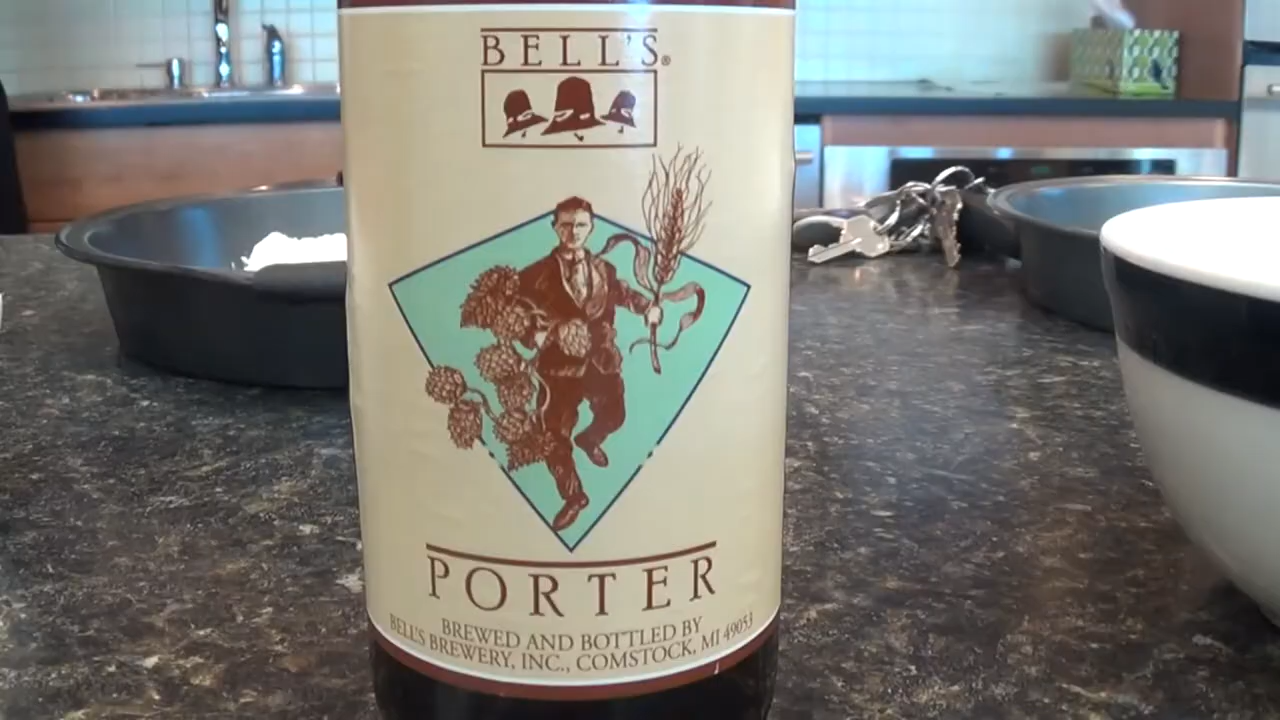 BELL'S®
PORTER
BREWED AND BOTTLED BY
BELL'S BREWERY, INC., COMSTOCK, MI 49053